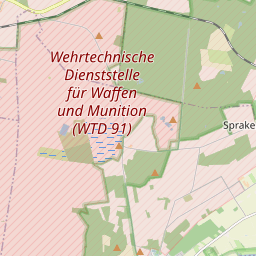 Wehrtechnische
Dienststelle
für Waffen
und Munition
(WTD 91)
Sprake